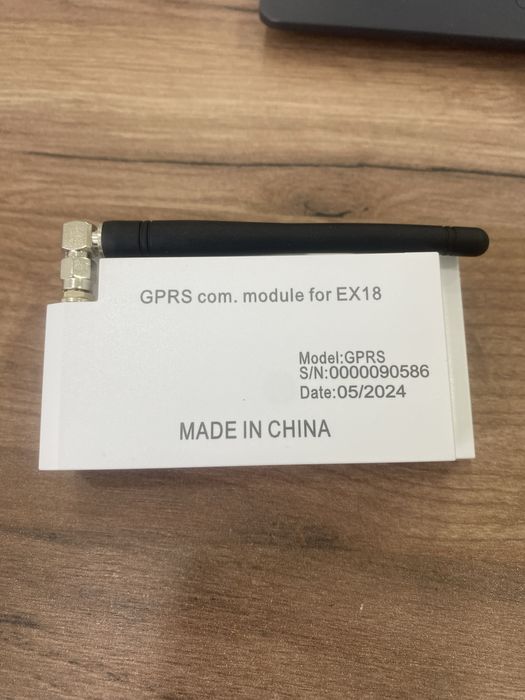 GPRS com. module for EX18
Model:GPRS
S/N:0000090586
Date:05/2024
MADE IN CHINA